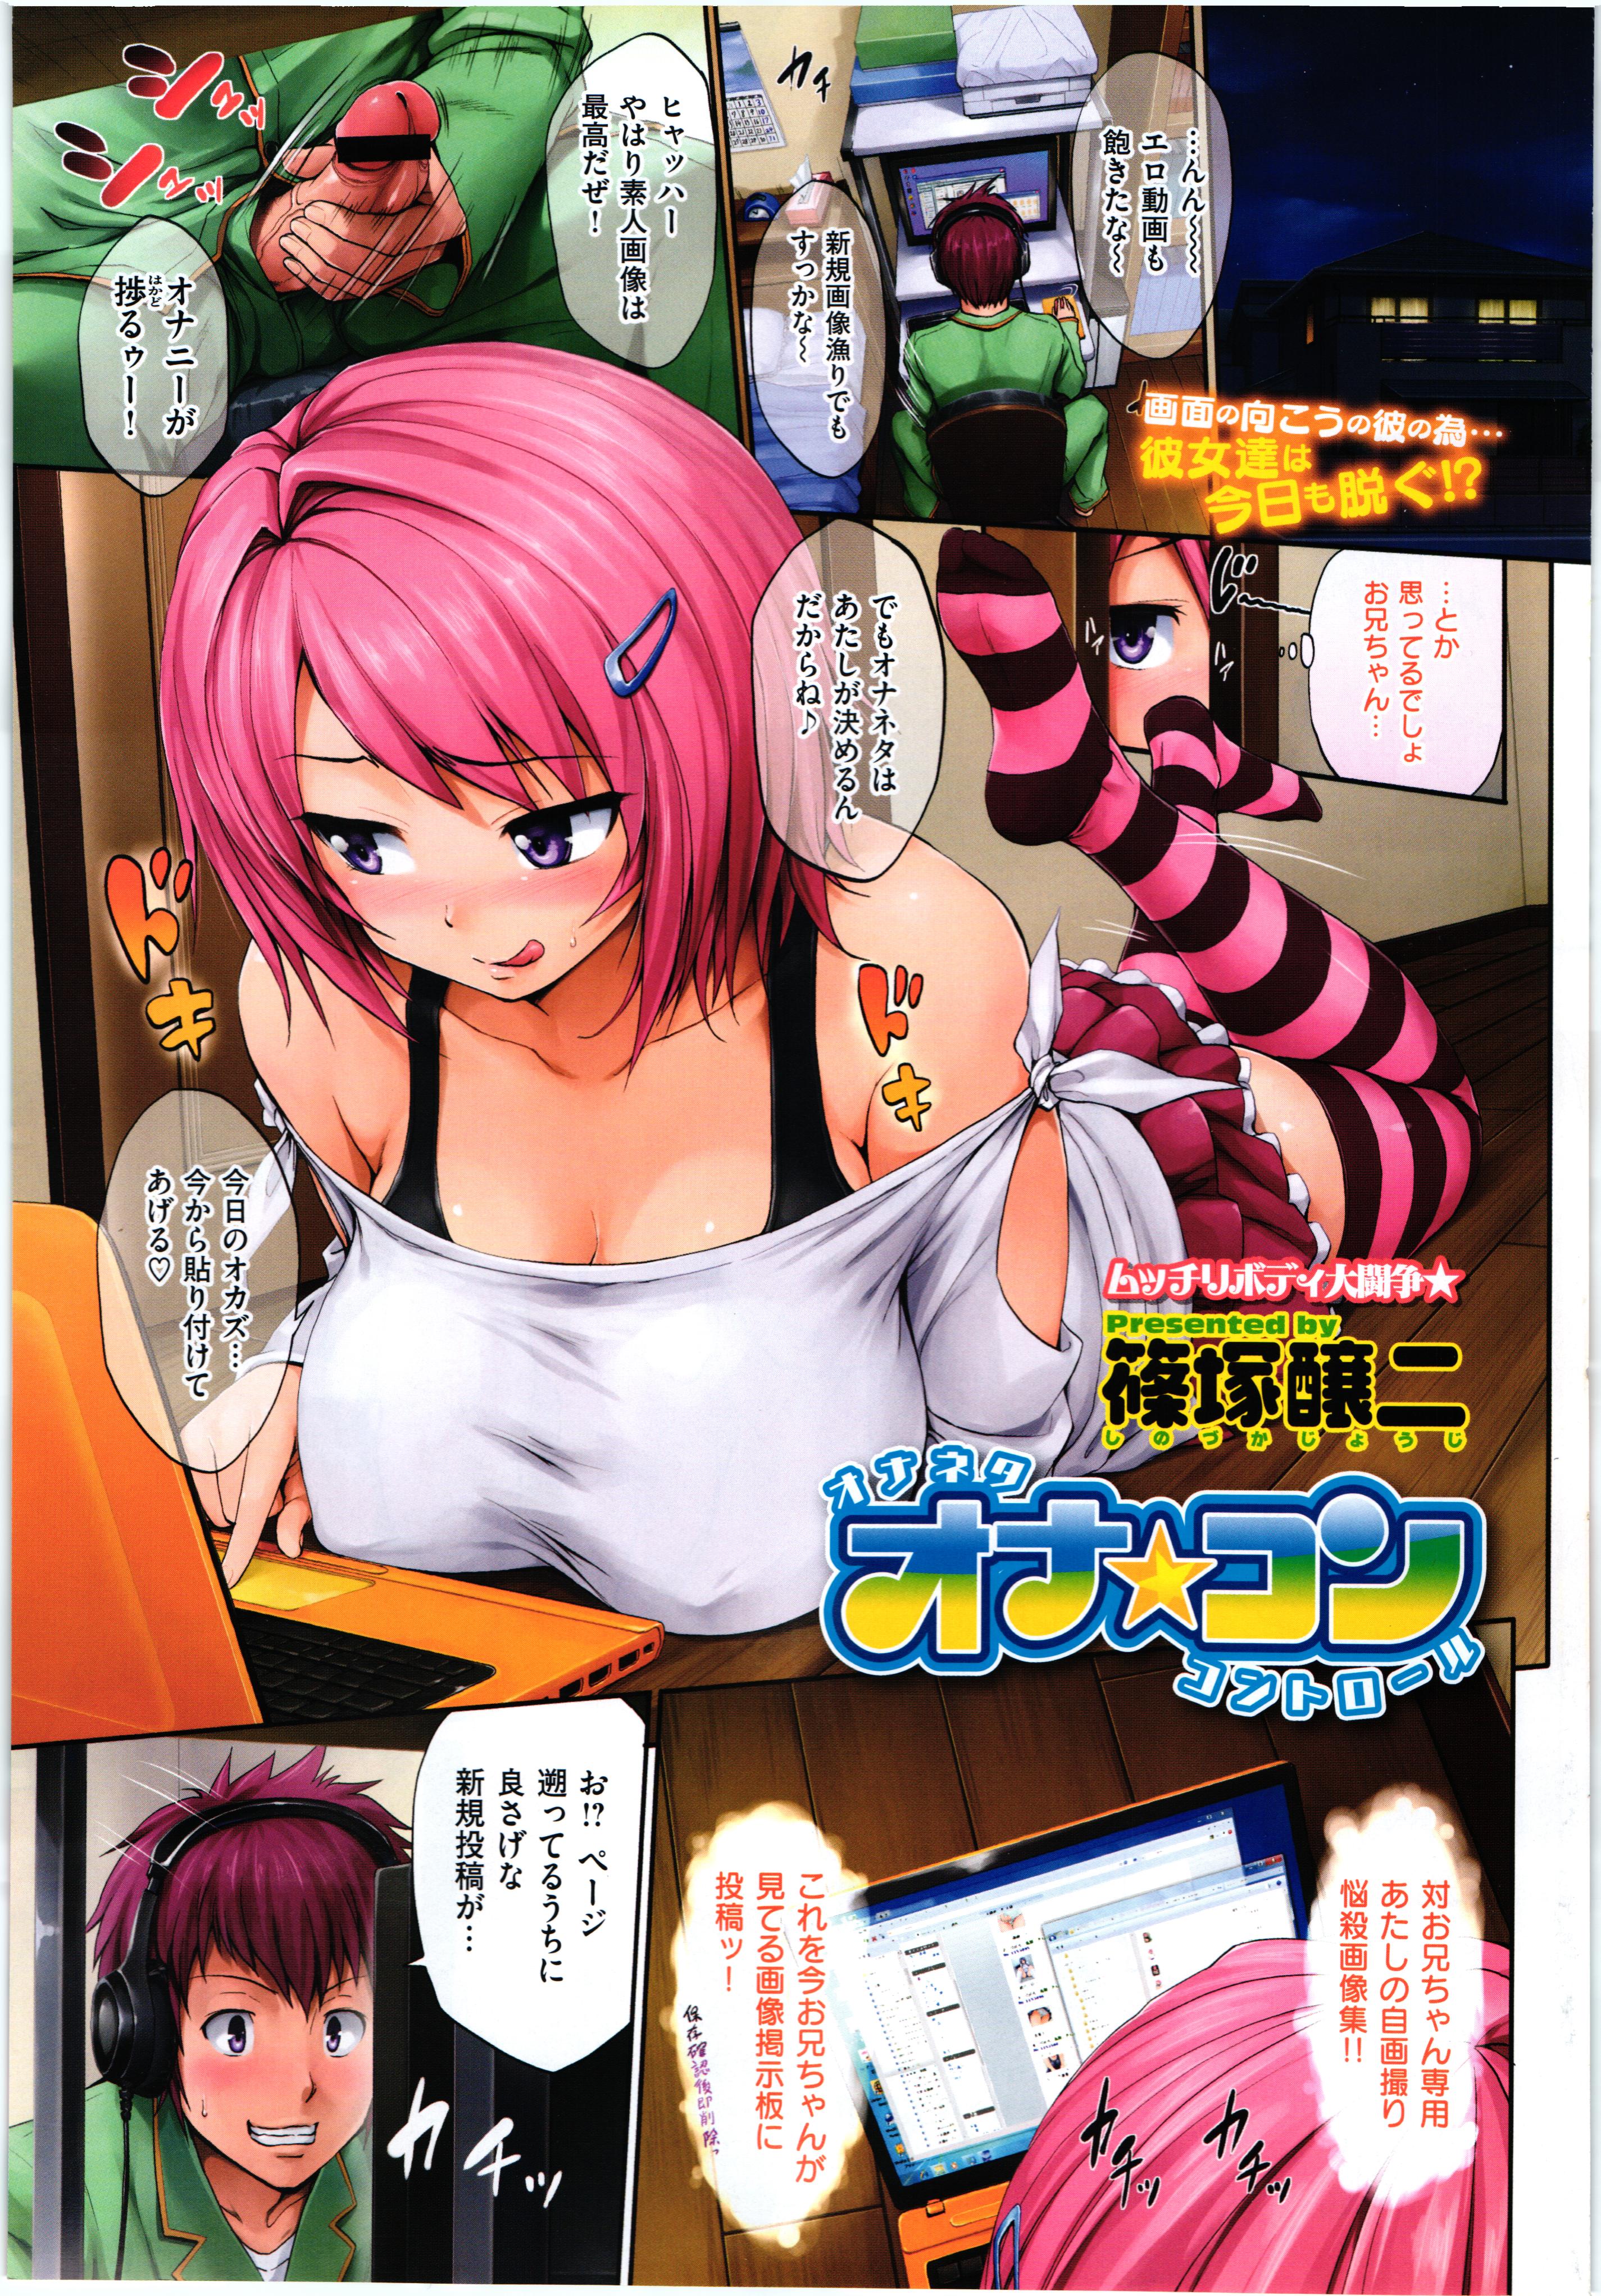 …んん～～～
エロ動画も
飽きたな～
カチ
新規画像漁りでも
すっかな～
ヒャッハー
やはり素人画像は
最高だぜ！
シュッ
シュッ
オナニーが
捗るゥー！
はかど
画面の向こうの彼の為…
彼女達は
今日も脱ぐ!?
…とか
思ってるでしょ
お兄ちゃん…
じー
でもオナネタは
あたしが決めるん
だからね♪
ドキ
ドキ
今日のオカズ…
今から貼り付けて
あげる♡
ムッチリボディ大闘争★
Presented by
篠塚醸二
しのづかじょうじ
オナネタ
オナ★コン
コントロール
対お兄ちゃん専用
あたしの自画撮り
悩殺画像集!!
カチッ
カチッ
これを今お兄ちゃんが
見てる画像掲示板に
投稿ッ！
保存確認後即削除っ
お!? ページ
遡ってるうちに
良さげな
新規投稿が…
カチッ